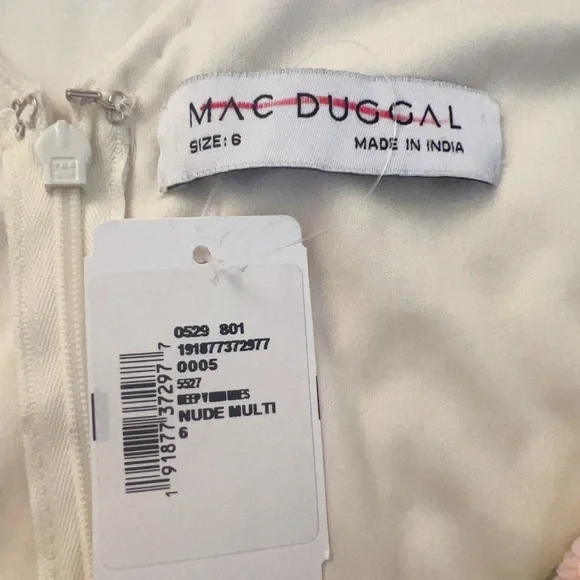 MAC DUGGAL
SIZE: 6
MADE IN INDIA
0529 801
191877372977
0005
5527
DEEP V
NUDE MULTI
6
1 91877 37297 7